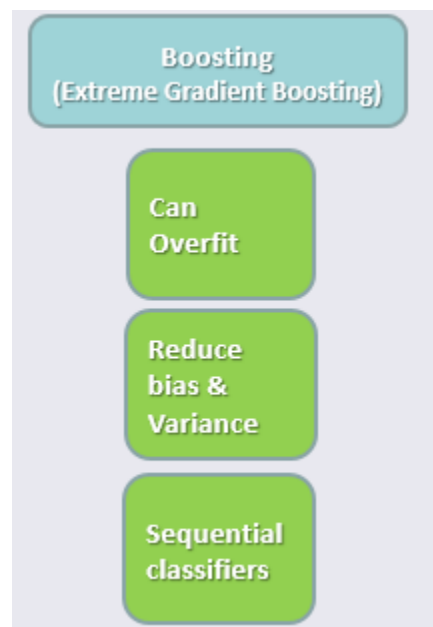 Boosting
(Extreme Gradient Boosting)
Can
Overfit
Reduce
bias &
Variance
Sequential
classifiers